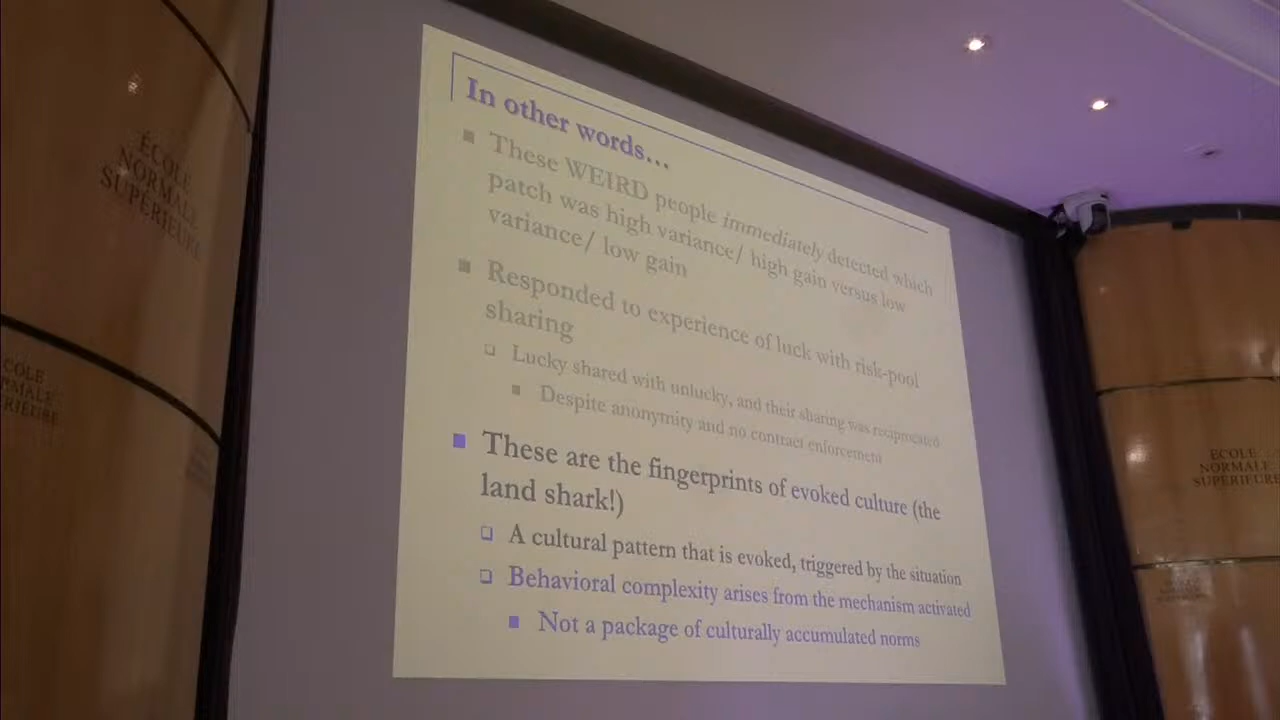 ÉCOLE
NORMALE
SUPÉRIEURE
In other words...
These WEIRD people immediately detected which
patch was high variance/ high gain versus low
variance/ low gain
Responded to experience of luck with risk-pool
sharing
Lucky shared with unlucky, and their sharing was reciprocated
Despite anonymity and no contract enforcement
These are the fingerprints of evoked culture (the
land shark!)
A cultural pattern that is evoked, triggered by the situation
Behavioral complexity arises from the mechanism activated
Not a package of culturally accumulated norms
ECOLE
NORMALE
SUPÉRIEURE